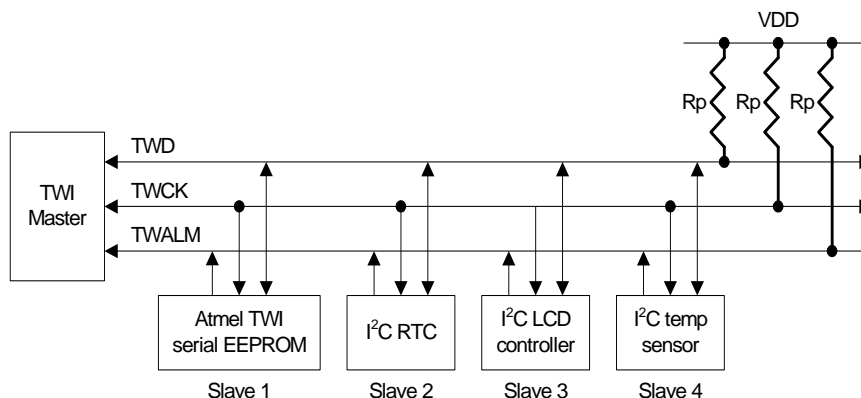 VDD
Rp Rp Rp
TWD
TWI
Master
TWCK
TWALM
Atmel TWI
serial EEPROM
I²C RTC
I²C LCD
controller
I²C temp
sensor
Slave 1 Slave 2 Slave 3 Slave 4